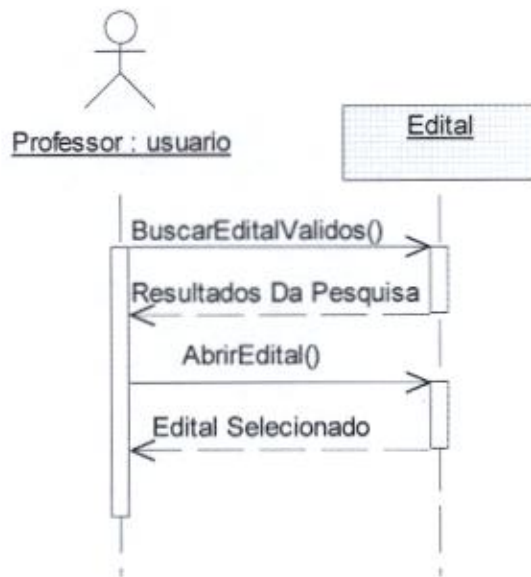 Professor : usuario
Edital
BuscarEditalValidos()
Resultados Da Pesquisa
AbrirEdital()
Edital Selecionado